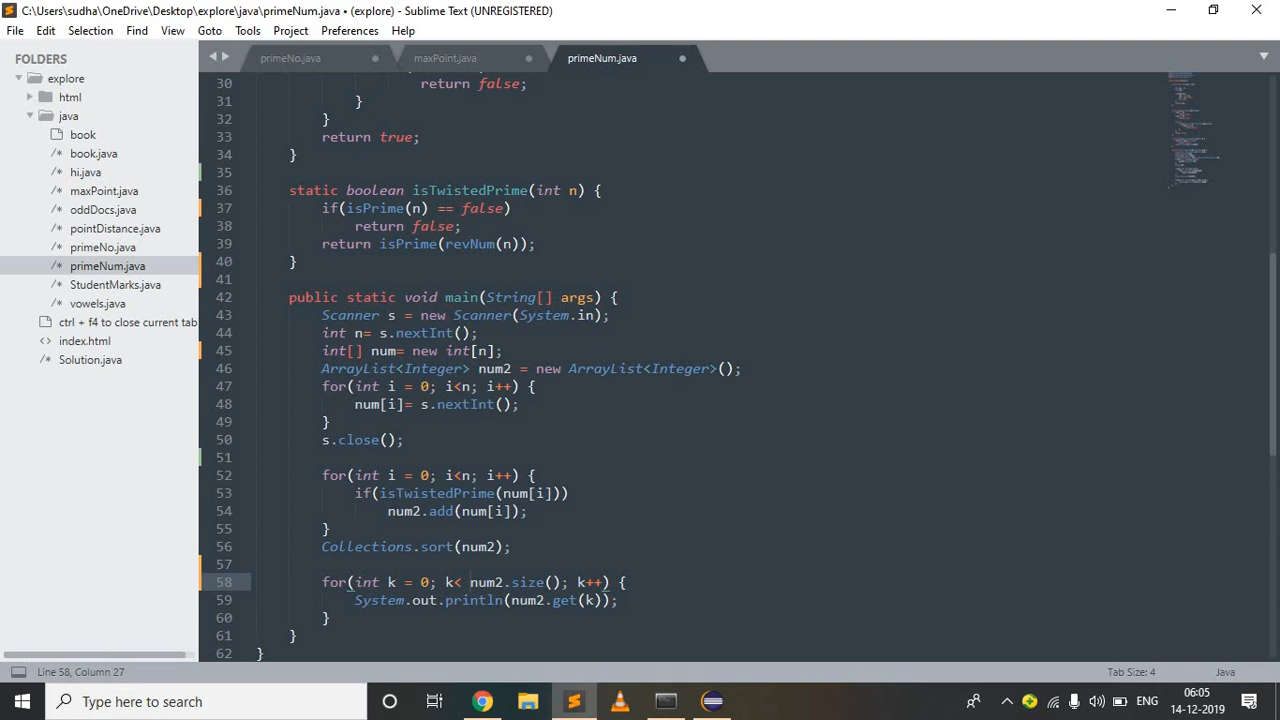 C:\Users\sudha\OneDrive\Desktop\explore\java\primeNum.java • (explore) - Sublime Text (UNREGISTERED)
File Edit Selection Find View Goto Tools Project Preferences Help
FOLDERS
explore
html
java
book
/* book.java
/* hi.java
/* maxPoint.java
/* oddDocs.java
/* pointDistance.java
/* primeNo.java
/* primeNum.java
/* StudentMarks.java
/* vowels.java
ctrl + f4 to close current tab
index.html
Solution.java
primeNo.java maxPoint.java primeNum.java
30 return false;
31 }
32 }
33 return true;
34 }
35
36 static boolean isTwistedPrime(int n) {
37 if(isPrime(n) == false)
38 return false;
39 return isPrime(revNum(n));
40 }
41
42 public static void main(String[] args) {
43 Scanner s = new Scanner(System.in);
44 int n= s.nextInt();
45 int[] num= new int[n];
46 ArrayList<Integer> num2 = new ArrayList<Integer>();
47 for(int i = 0; i<n; i++) {
48 num[i]= s.nextInt();
49 }
50 s.close();
51
52 for(int i = 0; i<n; i++) {
53 if(isTwistedPrime(num[i]))
54 num2.add(num[i]);
55 }
56 Collections.sort(num2);
57
58 for(int k = 0; k< num2.size(); k++) {
59 System.out.println(num2.get(k));
60 }
61 }
62 }
Line 58, Column 27 Tab Size: 4 Java
Type here to search
ENG
06:05
14-12-2019